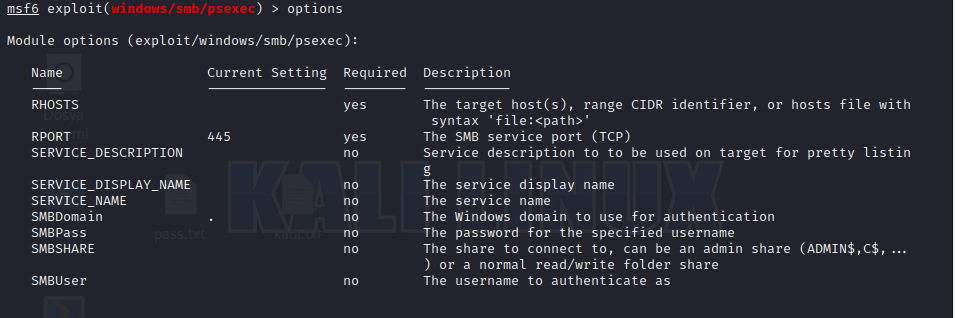 msf6 exploit(windows/smb/psexec) > options
Module options (exploit/windows/smb/psexec):
Name Current Setting Required Description
RHOSTS yes The target host(s), range CIDR identifier, or hosts file with
syntax 'file:<path>'
RPORT 445 yes The SMB service port (TCP)
SERVICE_DESCRIPTION no Service description to to be used on target for pretty listin
g
SERVICE_DISPLAY_NAME no The service display name
SERVICE_NAME no The service name
SMBDomain . no The Windows domain to use for authentication
SMBPass no The password for the specified username
SMBSHARE no The share to connect to, can be an admin share (ADMIN$,C$,...
) or a normal read/write folder share
SMBUser no The username to authenticate as
KALI LINUX
Dosya
pass.txt